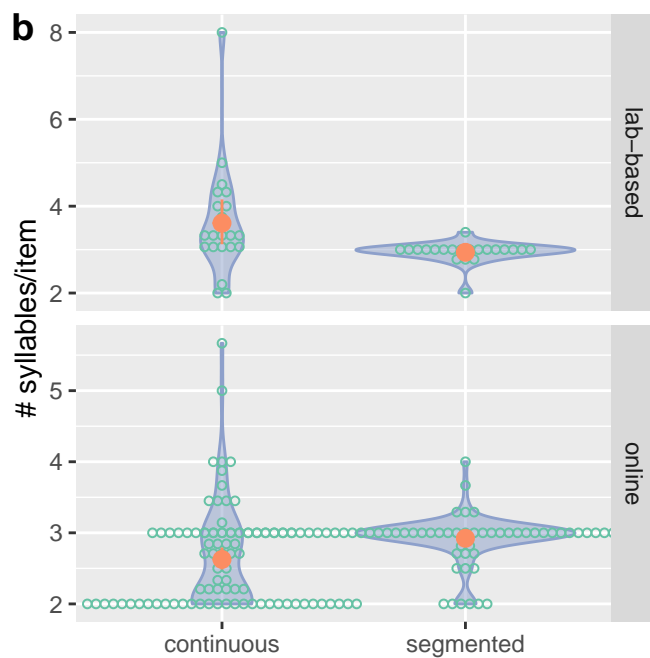 b
# syllables/item
8
6
4
2
lab−based
5
4
3
2
online
continuous segmented